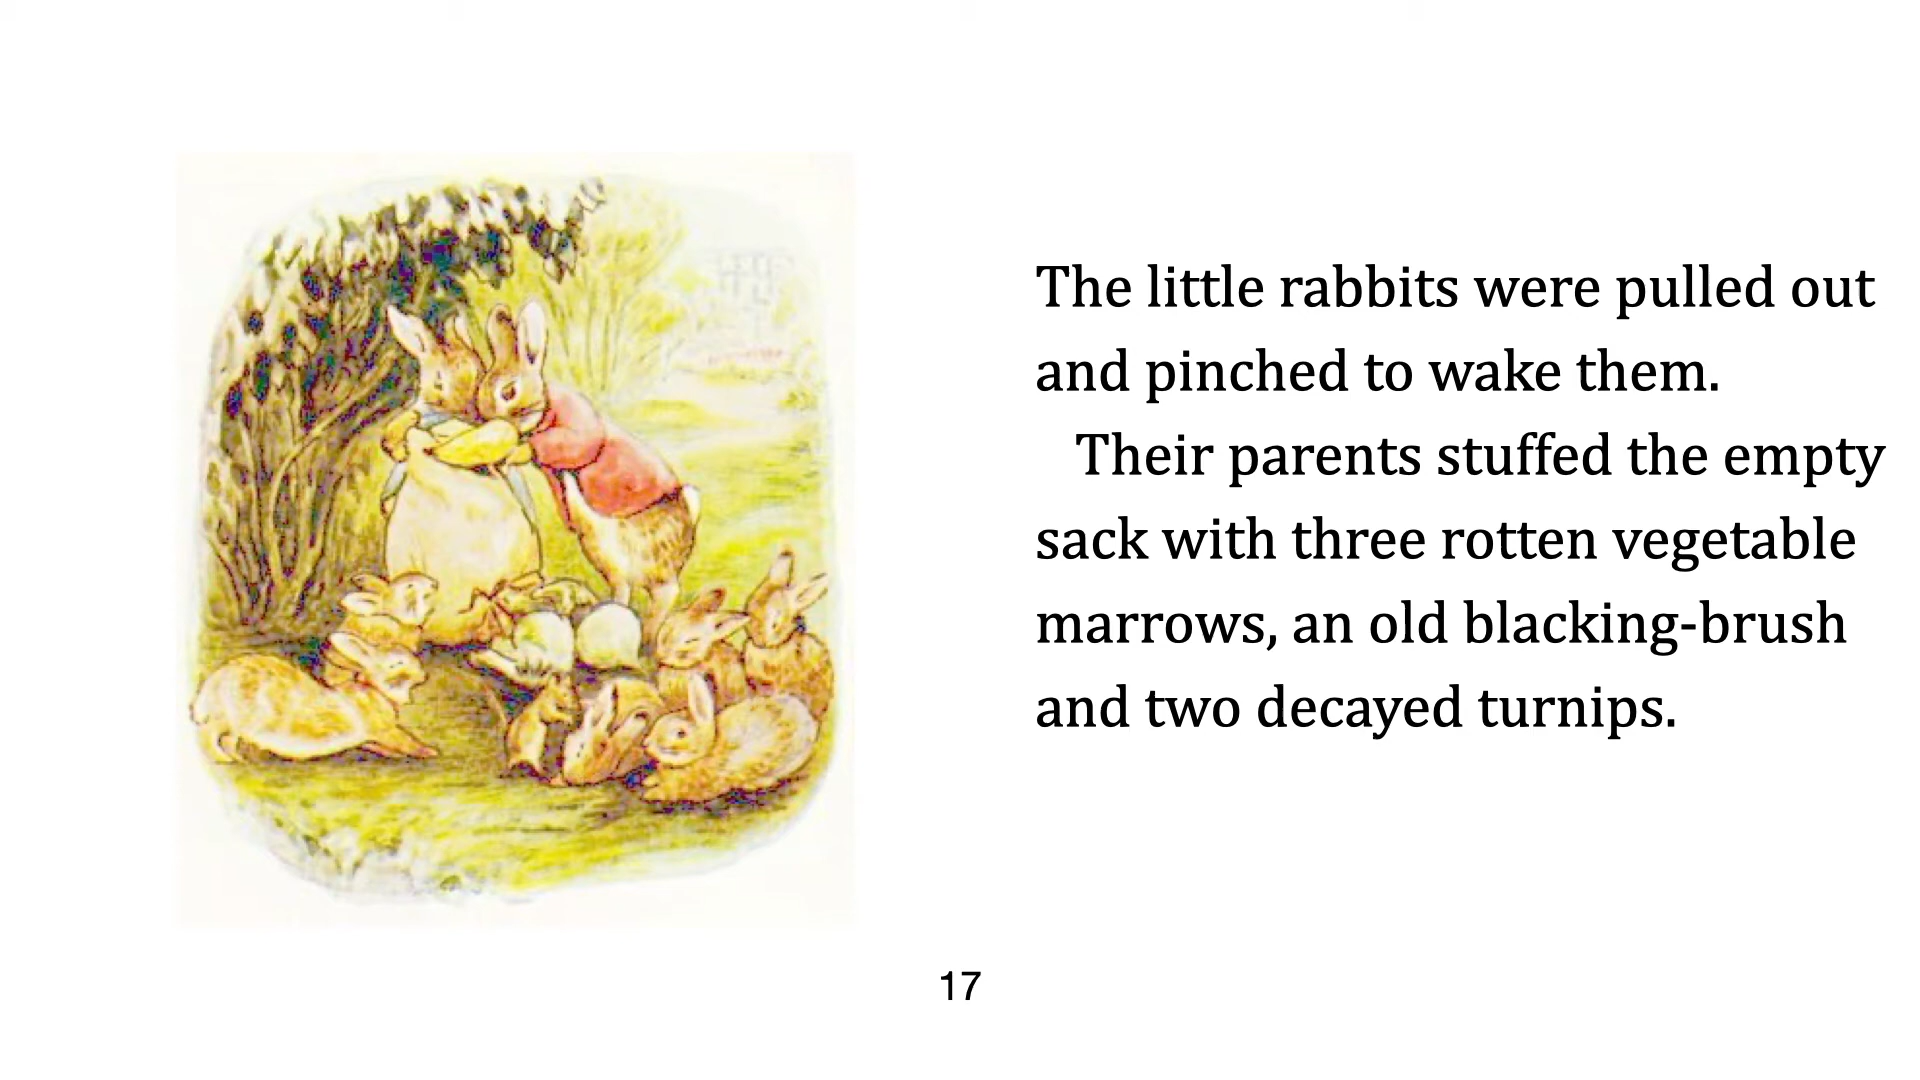 The little rabbits were pulled out
and pinched to wake them.
Their parents stuffed the empty
sack with three rotten vegetable
marrows, an old blacking-brush
and two decayed turnips.
17